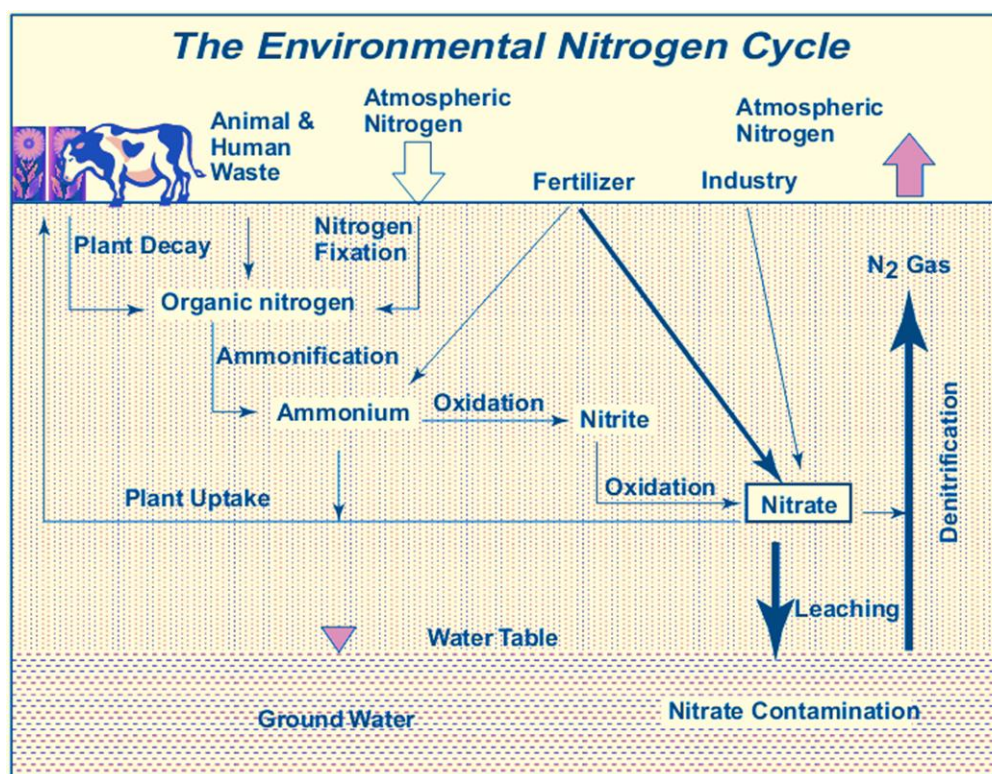 The Environmental Nitrogen Cycle
Animal &
Human
Waste
Atmospheric
Nitrogen
Fertilizer
Industry
Atmospheric
Nitrogen
Plant Decay
Nitrogen
Fixation
N2 Gas
Organic nitrogen
Ammonification
Ammonium
Oxidation
Nitrite
Denitrification
Plant Uptake
Oxidation
Nitrate
Leaching
Water Table
Ground Water
Nitrate Contamination